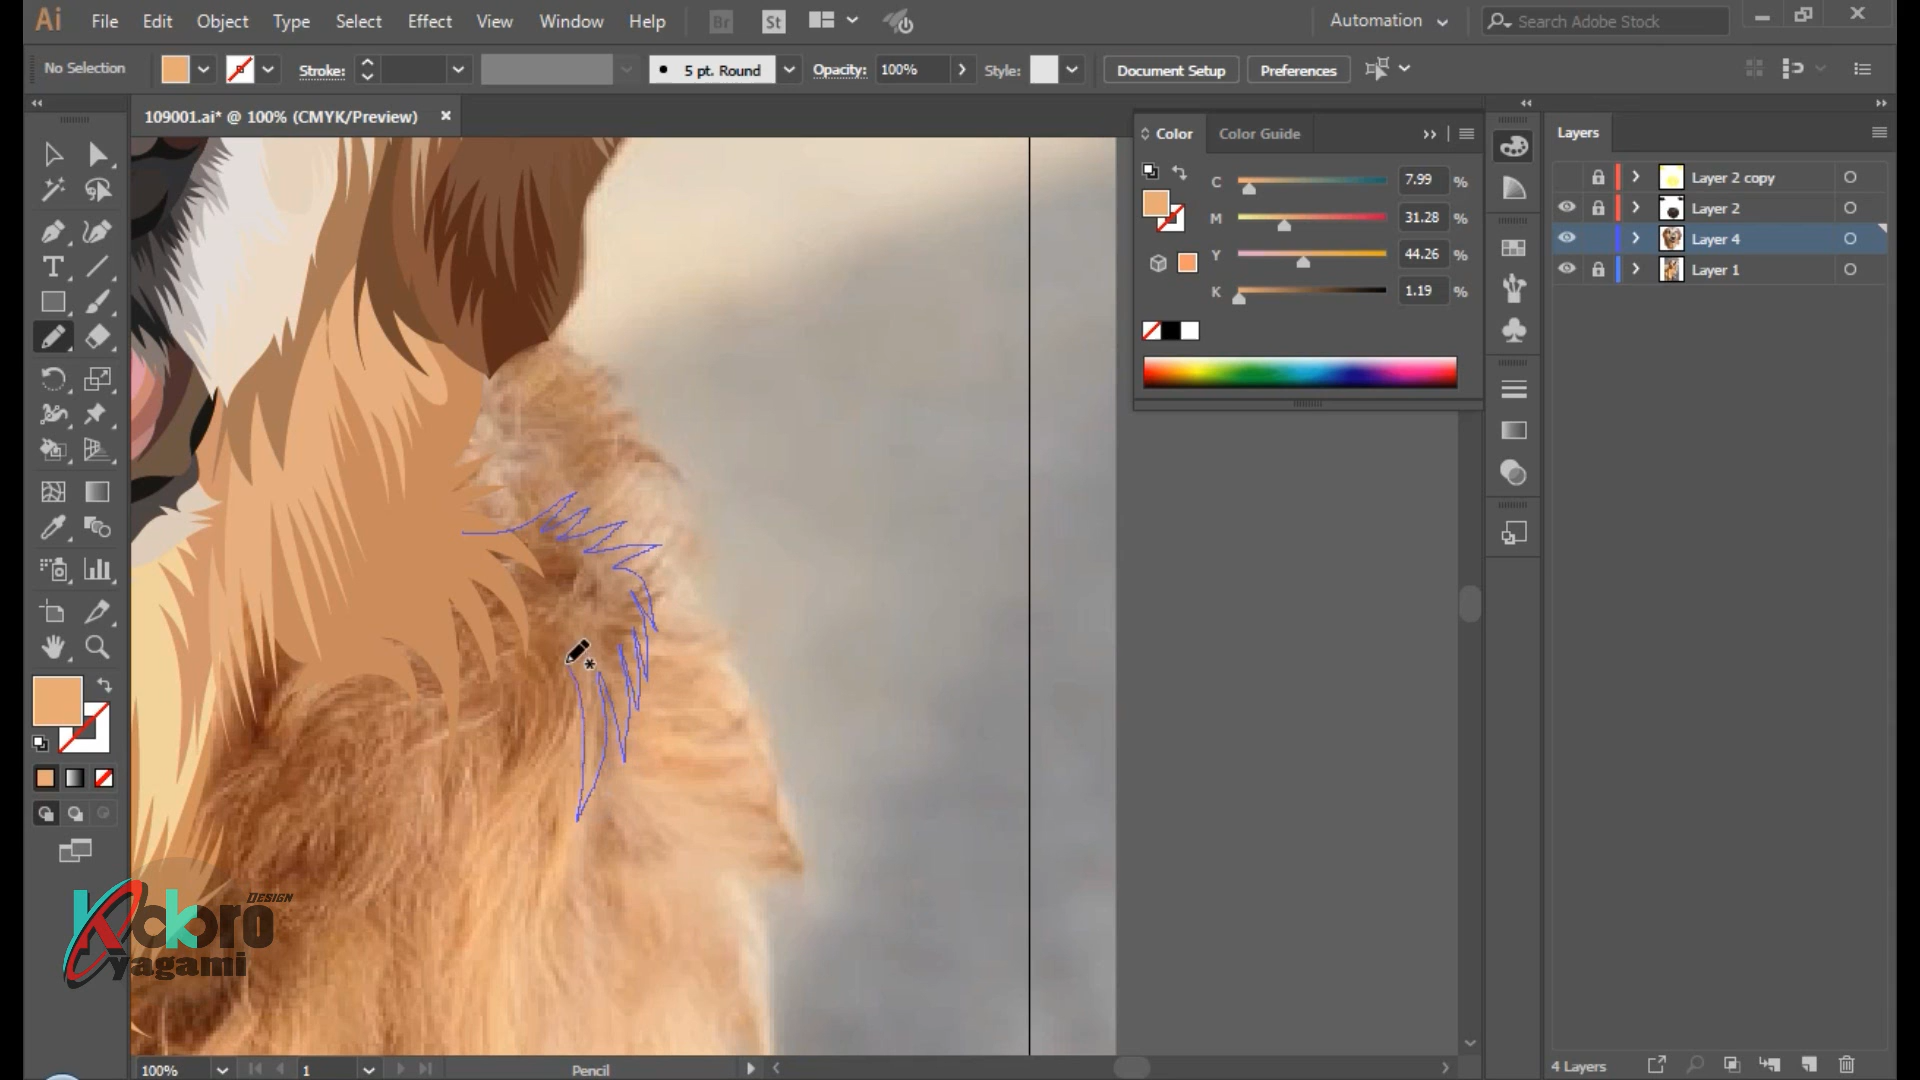 Ai File Edit Object Type Select Effect View Window Help Br St Automation Search Adobe Stock
No Selection Stroke: 5 pt. Round Opacity: 100% Style: Document Setup Preferences
109001.ai* @ 100% (CMYK/Preview)
Color Color Guide
C 7.99 %
M 31.28 %
Y 44.26 %
K 1.19 %
Layers
Layer 2 copy
Layer 2
Layer 4
Layer 1
DESIGN
Kokoro
yagami
100% 1 Pencil
4 Layers